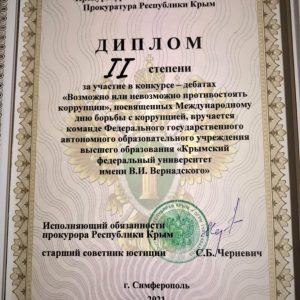 Прокуратура Республики Крым
ДИПЛОМ
II степени
за участие в конкурсе – дебатах
«Возможно или невозможно противостоять
коррупции», посвященных Международному
дню борьбы с коррупцией, вручается
команде Федерального государственного
автономного образовательного учреждения
высшего образования «Крымский
федеральный университет
имени В.И. Вернадского»
Исполняющий обязанности
прокурора Республики Крым
старший советник юстиции С.Б.Черневич
г. Симферополь
2021